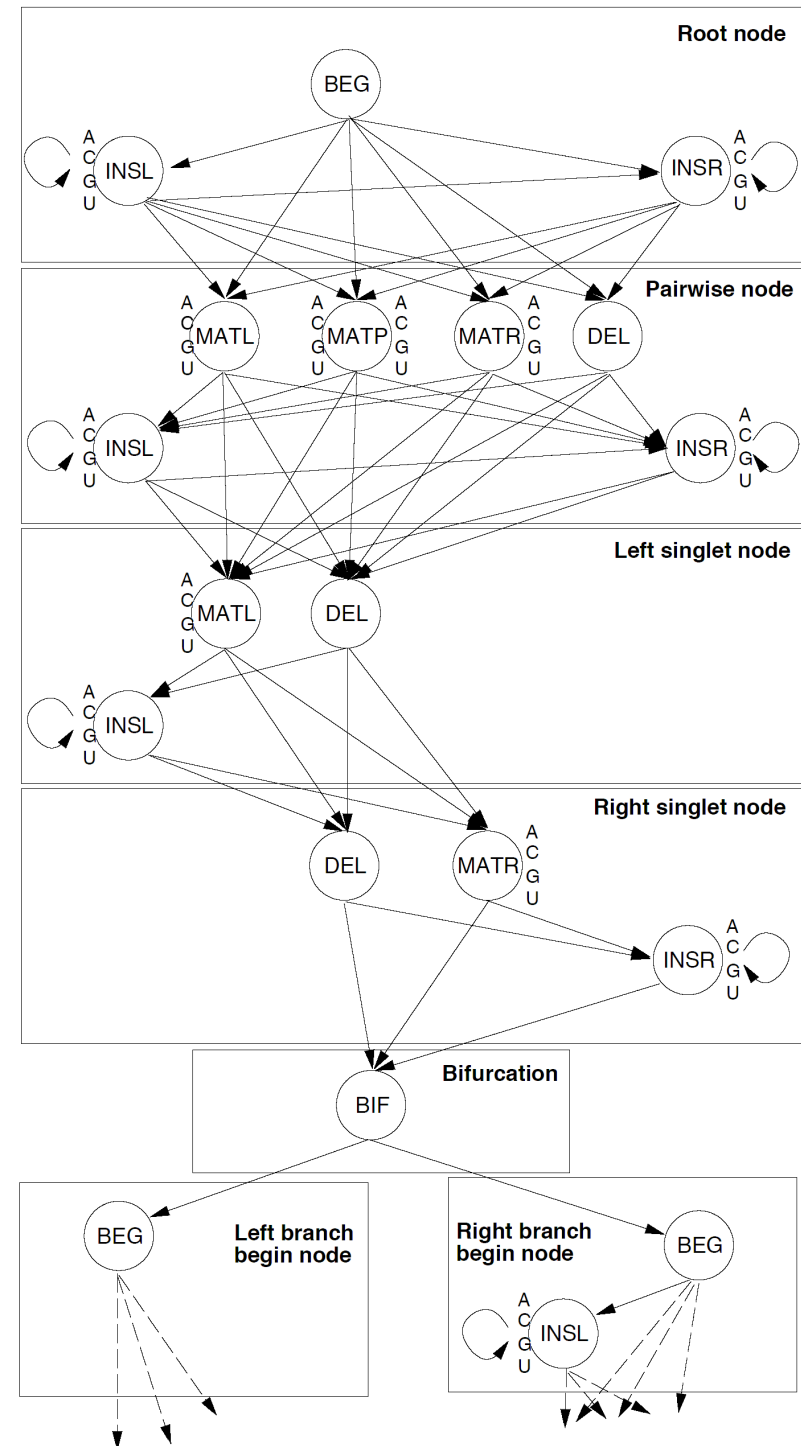 Root node
BEG
A C G U
INSL
INSR
A C G U
Pairwise node
A C G U
MATL
A C G U
MATP
A C G U
MATR
A C G U
DEL
A C G U
INSL
INSR
A C G U
Left singlet node
A C G U
MATL
DEL
A C G U
INSL
Right singlet node
DEL
MATR
A C G U
INSR
A C G U
Bifurcation
BIF
BEG
Left branch
begin node
Right branch
begin node
BEG
A C G U
INSL